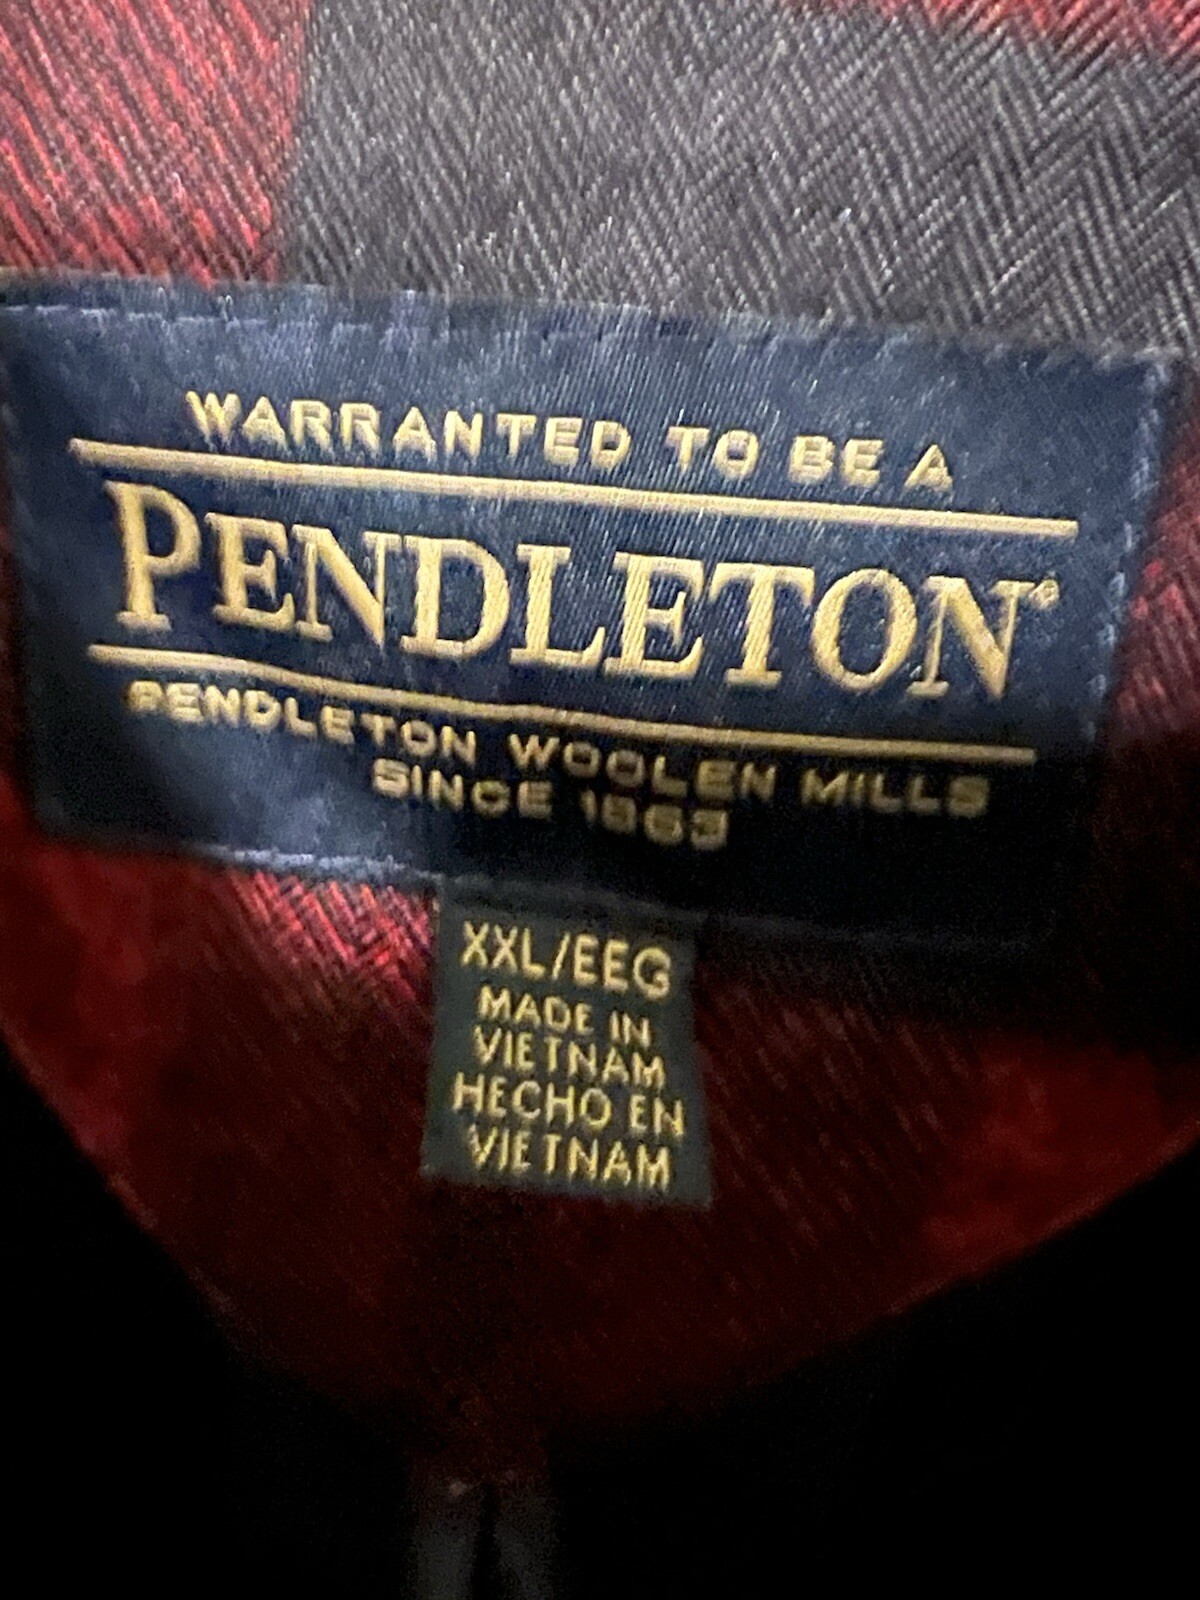 WARRANTED TO BE A
PENDLETON®
PENDLETON WOOLEN MILLS
SINCE 1863
XXL/EEG
MADE IN
VIETNAM
HECHO EN
VIETNAM